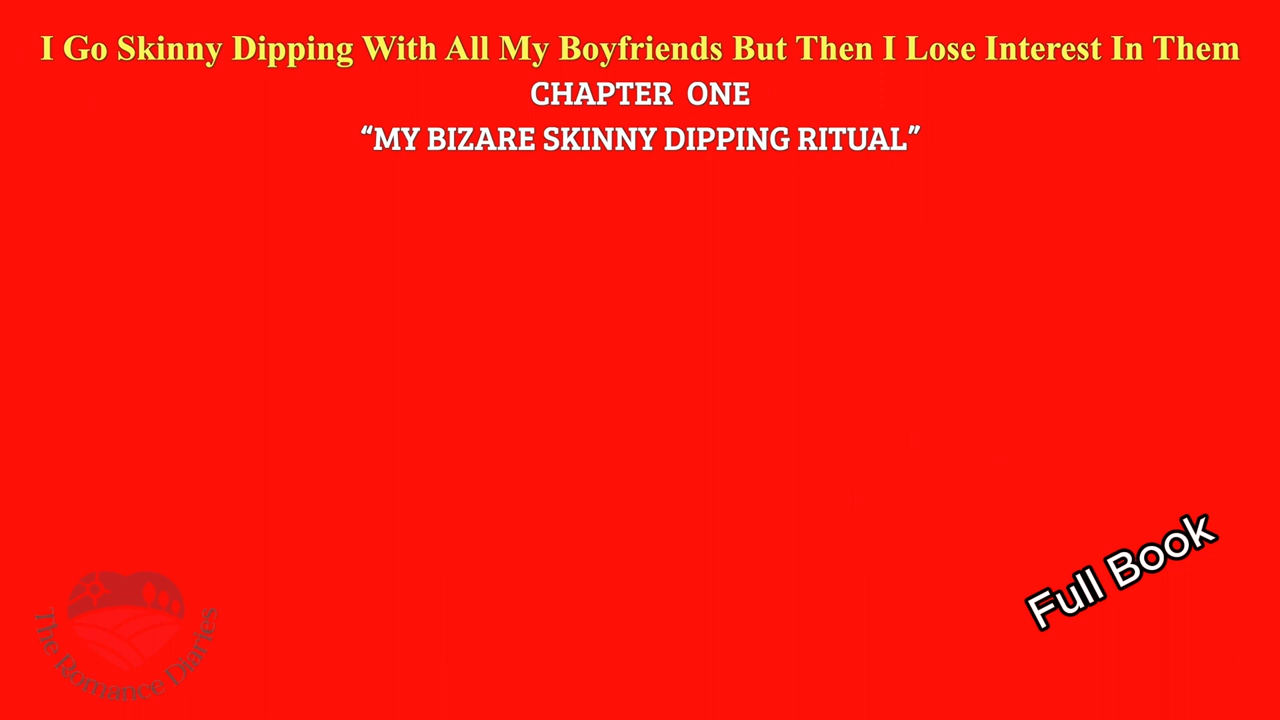 I Go Skinny Dipping With All My Boyfriends But Then I Lose Interest In Them
CHAPTER ONE
“MY BIZARE SKINNY DIPPING RITUAL”
Full Book
The Romance Diaries